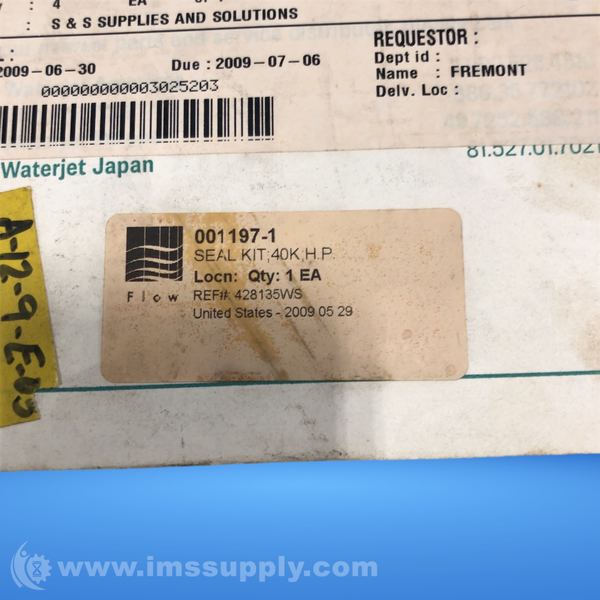 : 4 EA
: S & S SUPPLIES AND SOLUTIONS
REQUESTOR :
2009-06-30 Due : 2009-07-06
Dept id :
Name : FREMONT
Delv. Loc :
000000000003025203
Waterjet Japan
81.527.01.7021
001197-1
SEAL KIT;40K;H.P.
Locn: Qty: 1 EA
REF#: 428135WS
United States - 2009 05 29
Flow
A-12-9-E
www.imssupply.com